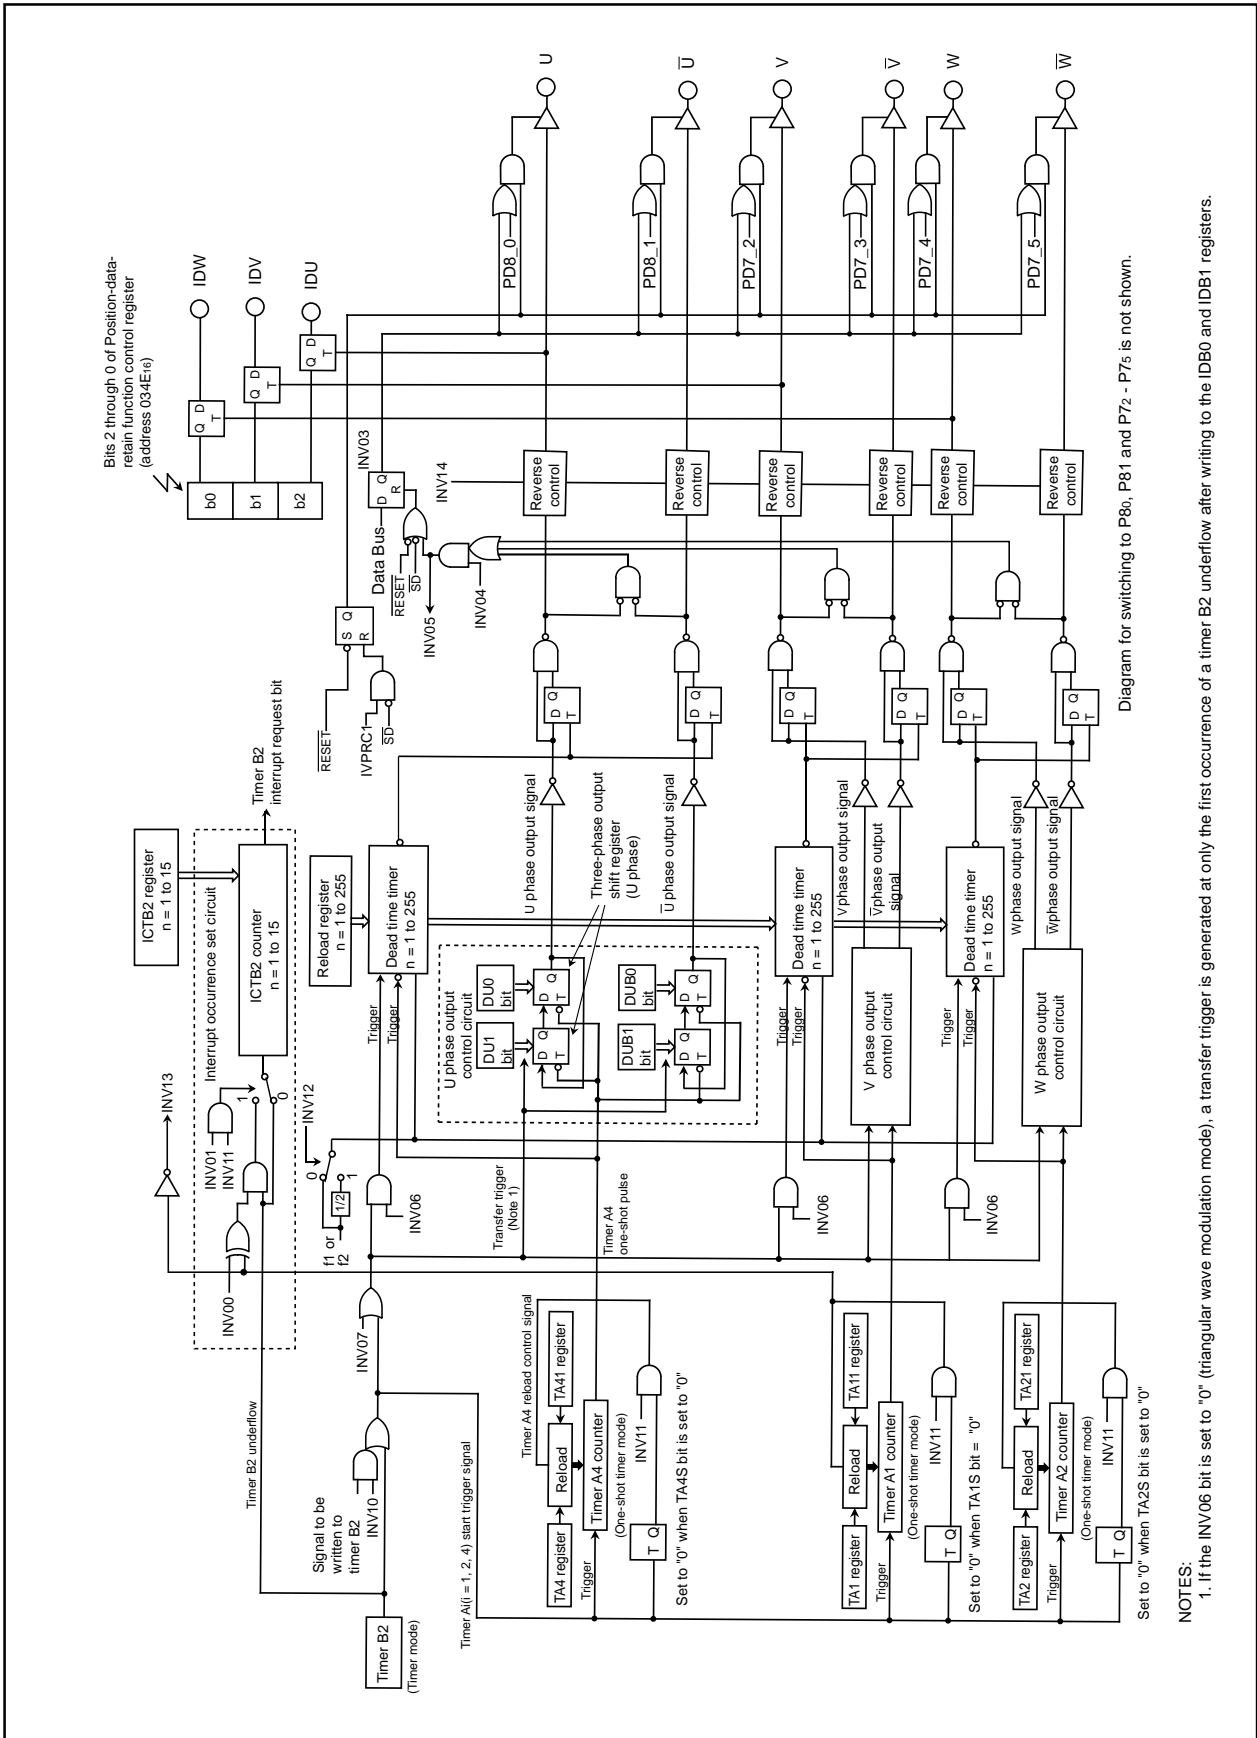 Bits 2 through 0 of Position-data-
retain function control register
(address 034E16)
b0
b1
b2
Q D
T
Q D
T
Q D
T
IDW
IDV
IDU
ICTB2 register
n = 1 to 15
Interrupt occurrence set circuit
ICTB2 counter
n = 1 to 15
Timer B2
interrupt request bit
INV13
INV01
INV11
1
0
INV00
INV12
0
1
1/2
f1 or
f2
Reload register
n = 1 to 255
Dead time timer
n = 1 to 255
Trigger
Trigger
INV06
INV07
Timer B2 underflow
Signal to be
written to
timer B2
INV10
Timer B2
(Timer mode)
Timer Ai(i = 1, 2, 4) start trigger signal
RESET
S Q
R
IVPRC1
SD
Data Bus
INV03
D Q
R
RESET
SD
INV05
INV04
INV14
U phase output
control circuit
DU1
bit
DU0
bit
D Q
T
D Q
T
DUB1
bit
DUB0
bit
D Q
T
D Q
T
Transfer trigger
(Note 1)
Timer A4
one-shot pulse
U phase output signal
Three-phase output
shift register
(U phase)
U phase output signal
D Q
T
D Q
T
Reverse
control
Reverse
control
PD8_0
PD8_1
U
U
Timer A4 reload control signal
TA4 register
Reload
TA41 register
Trigger
Timer A4 counter
(One-shot timer mode)
INV11
T Q
Set to "0" when TA4S bit is set to "0"
INV06
Trigger
Trigger
Dead time timer
n = 1 to 255
V phase output
control circuit
V phase output signal
V phase output
signal
D Q
T
D Q
T
Reverse
control
Reverse
control
PD7_2
PD7_3
V
V
TA1 register
Reload
TA11 register
Trigger
Timer A1 counter
(One-shot timer mode)
INV11
T Q
Set to "0" when TA1S bit = "0"
INV06
Trigger
Trigger
Dead time timer
n = 1 to 255
W phase output
control circuit
W phase output signal
W phase output signal
D Q
T
D Q
T
Reverse
control
Reverse
control
PD7_4
PD7_5
W
W
TA2 register
Reload
TA21 register
Trigger
Timer A2 counter
(One-shot timer mode)
INV11
T Q
Set to "0" when TA2S bit is set to "0"
Diagram for switching to P80, P81 and P72 - P75 is not shown.
NOTES:
1. If the INV06 bit is set to "0" (triangular wave modulation mode), a transfer trigger is generated at only the first occurrence of a timer B2 underflow after writing to the IDB0 and IDB1 registers.